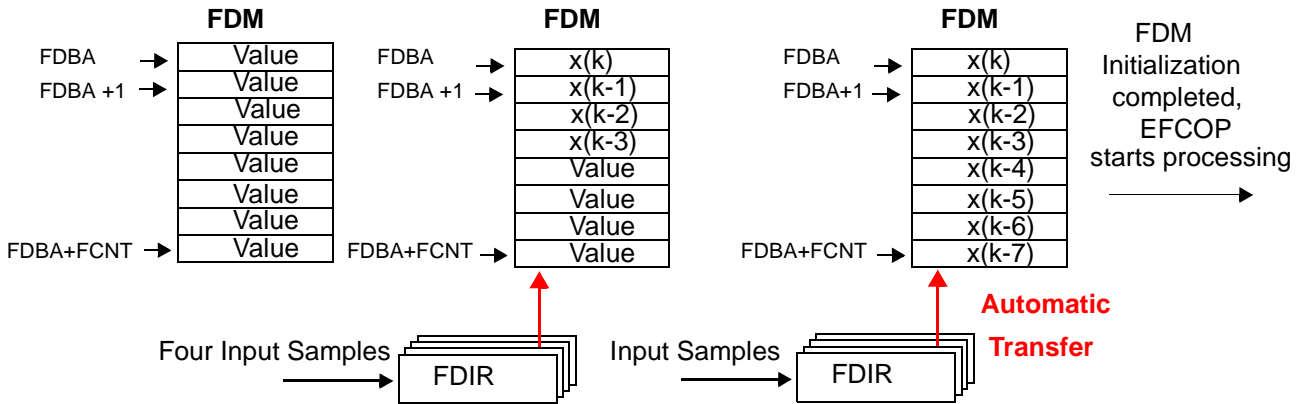 FDM
FDBA
FDBA +1
FDBA+FCNT
Value
Value
Value
Value
Value
Value
Value
Value
FDM
FDBA
FDBA +1
FDBA+FCNT
x(k)
x(k-1)
x(k-2)
x(k-3)
Value
Value
Value
Value
Four Input Samples
FDIR
FDM
FDBA
FDBA+1
FDBA+FCNT
x(k)
x(k-1)
x(k-2)
x(k-3)
x(k-4)
x(k-5)
x(k-6)
x(k-7)
Input Samples
FDIR
Automatic
Transfer
FDM
Initialization
completed,
EFCOP
starts processing